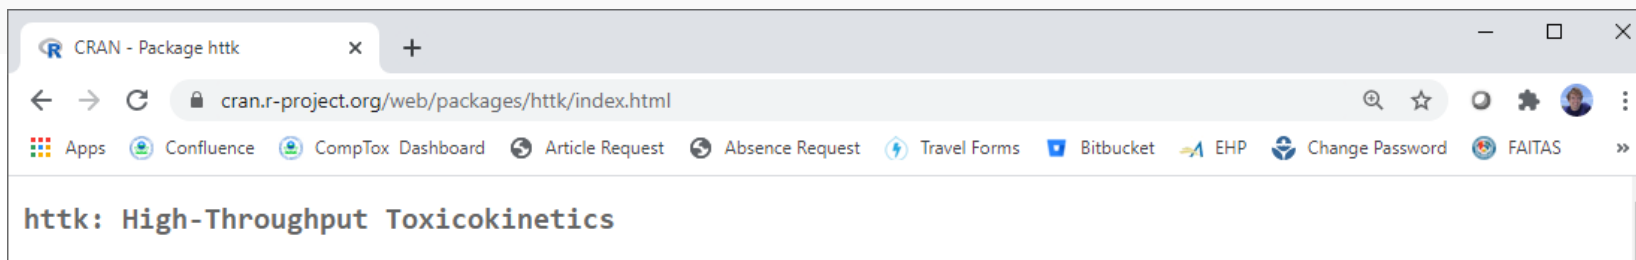 CRAN - Package httk
cran.r-project.org/web/packages/httk/index.html
Apps Confluence CompTox Dashboard Article Request Absence Request Travel Forms Bitbucket EHP Change Password FAITAS »
httk: High-Throughput Toxicokinetics